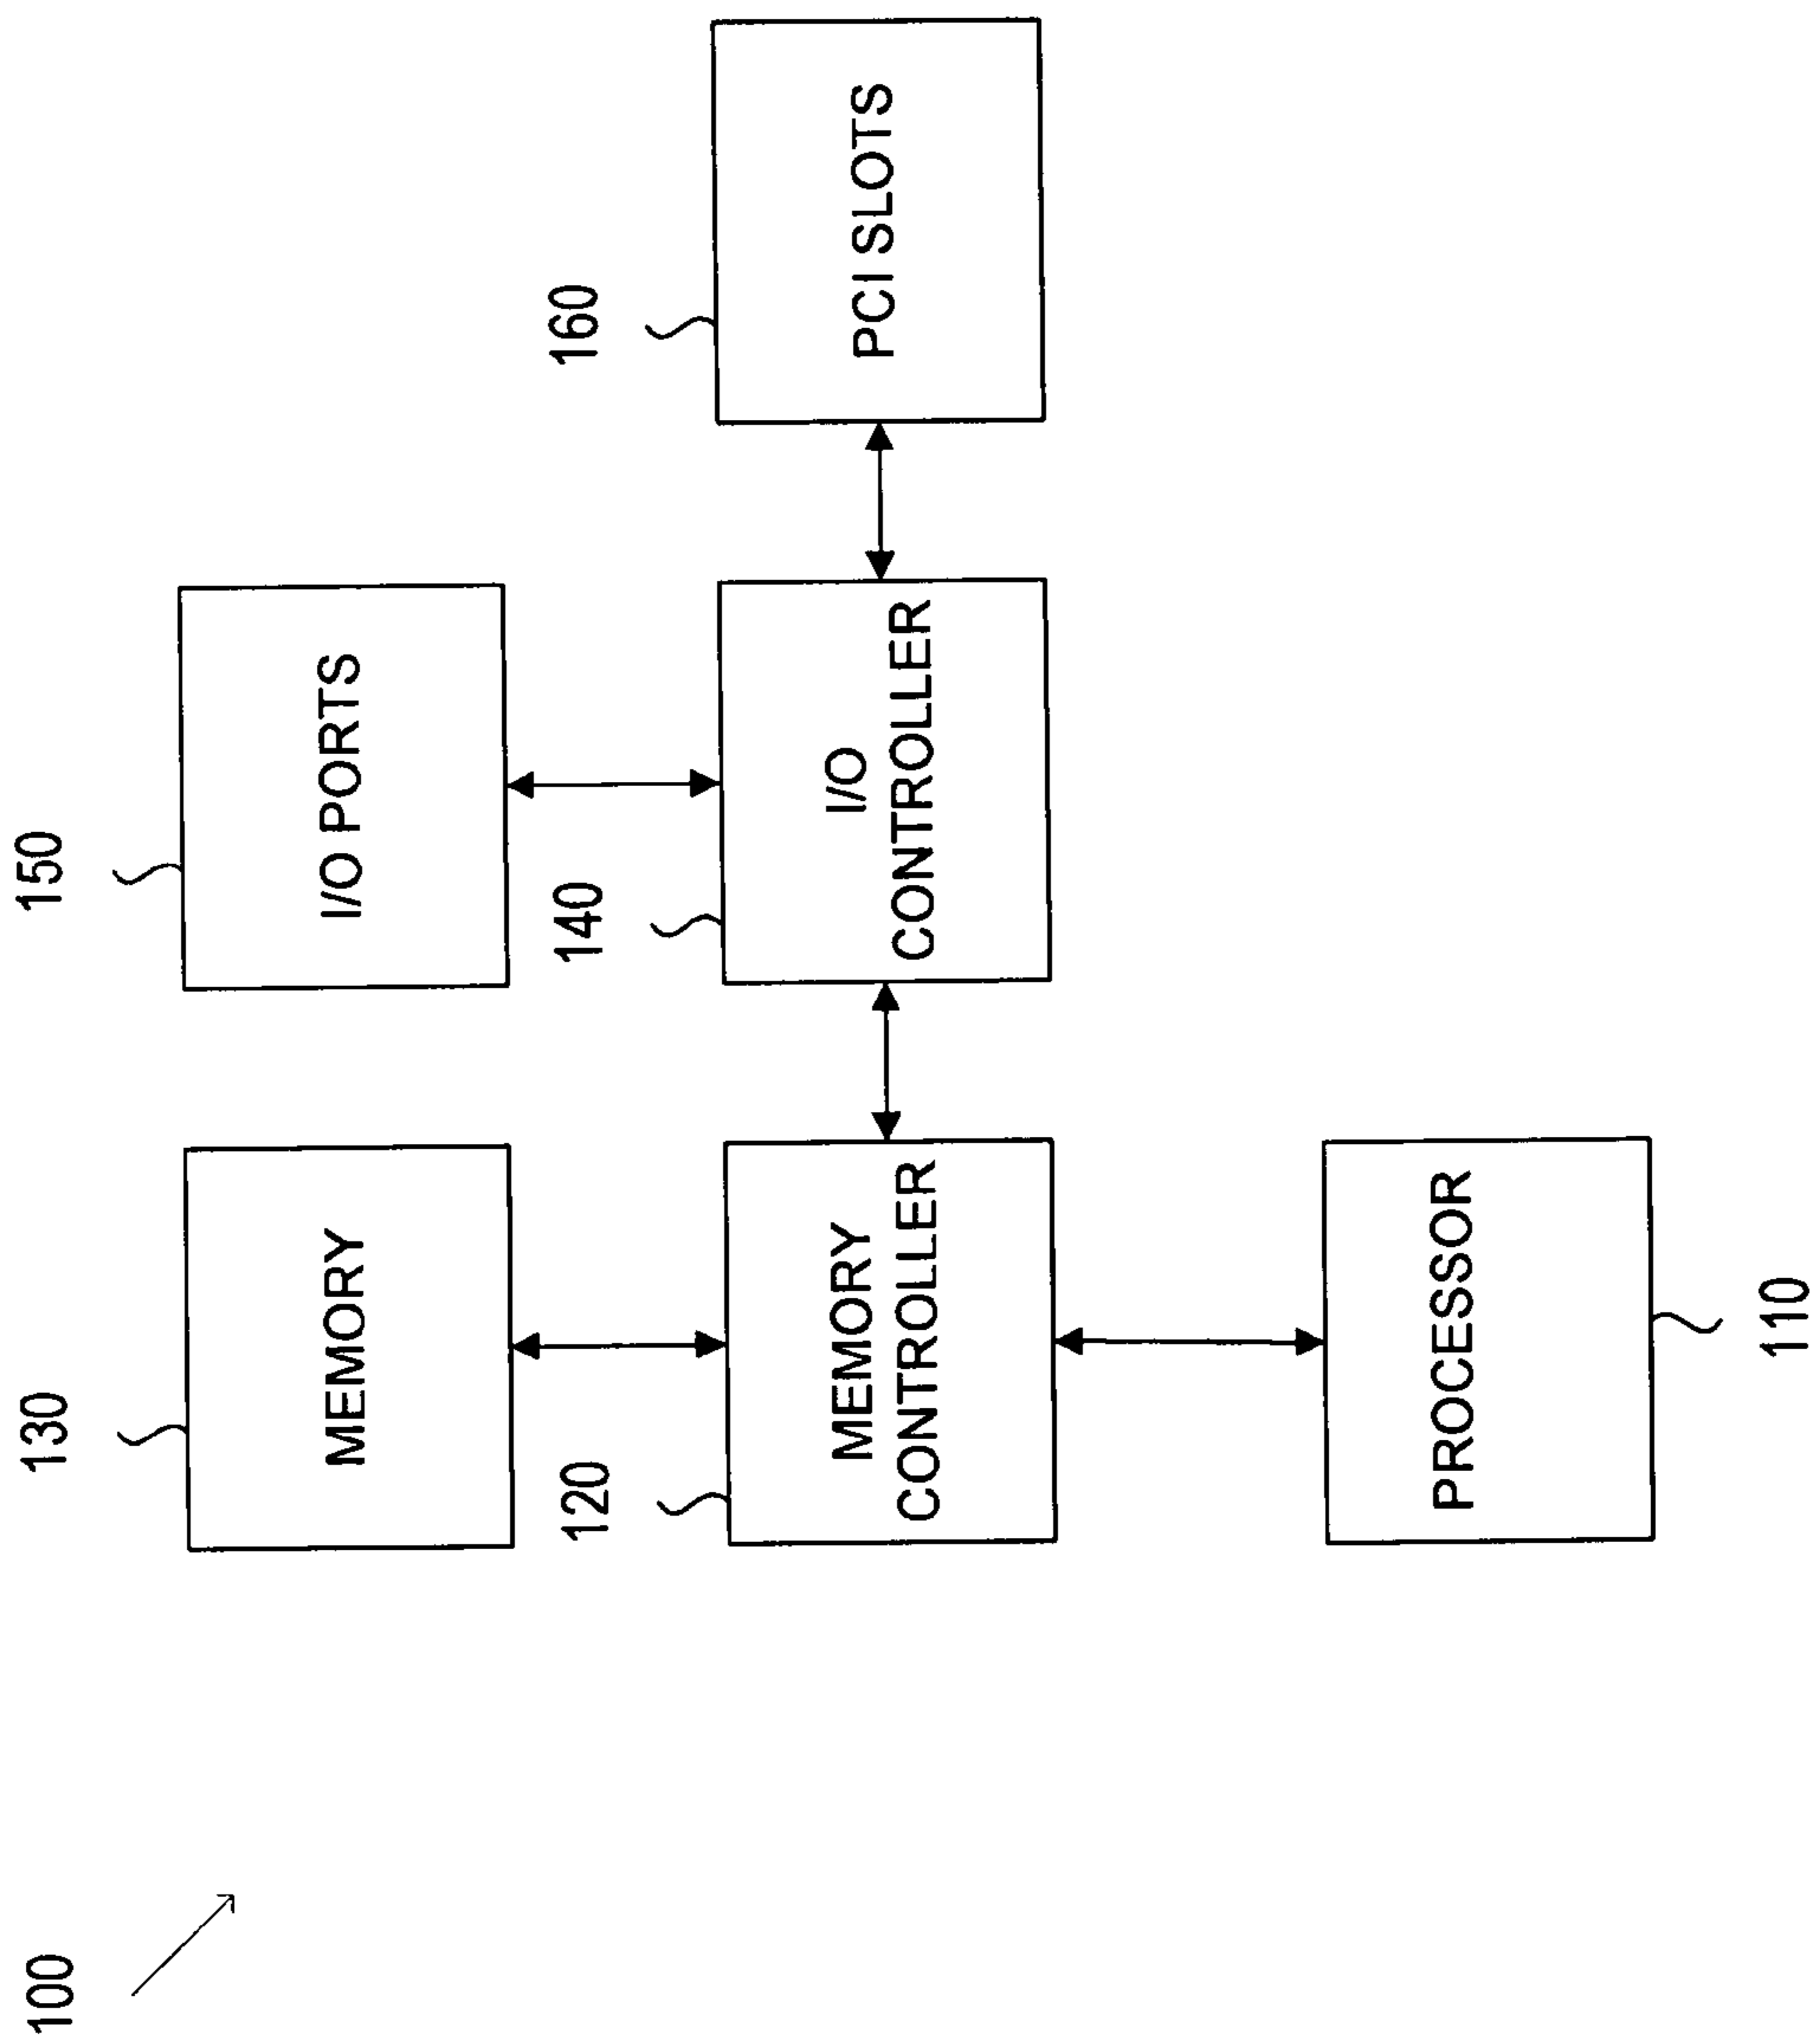 100
130
MEMORY
150
I/O PORTS
120
MEMORY
CONTROLLER
140
I/O
CONTROLLER
160
PCI SLOTS
PROCESSOR
110